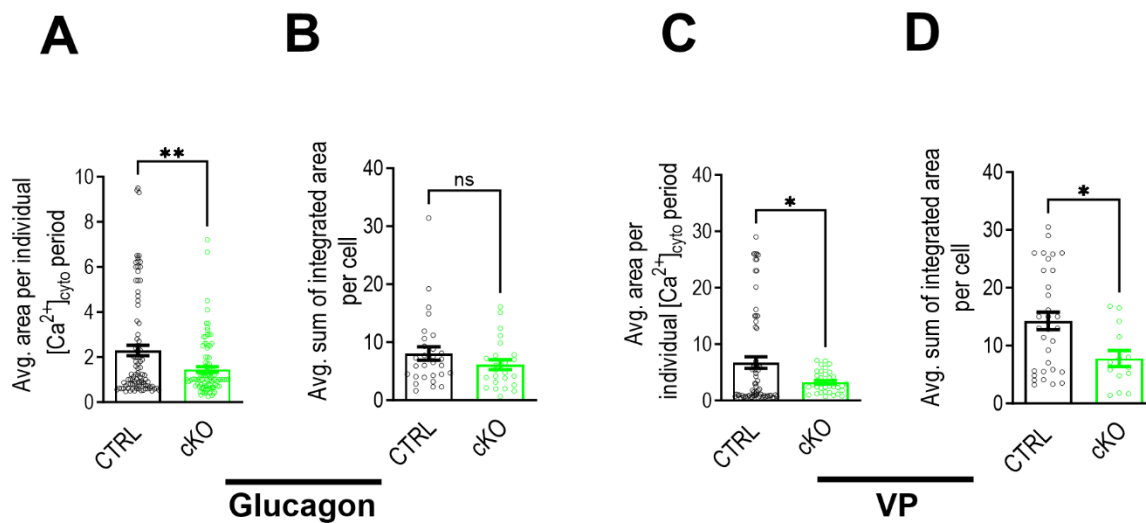 A
B
C
D
Avg. area per individual
[Ca²⁺]cyto period
10
8
6
4
2
0
**
CTRL
cKO
Avg. sum of integrated area
per cell
40
30
20
10
0
ns
CTRL
cKO
Glucagon
Avg. area per
individual [Ca²⁺]cyto period
40
30
20
10
0
*
CTRL
cKO
Avg. sum of integrated area
per cell
40
30
20
10
0
*
CTRL
cKO
VP